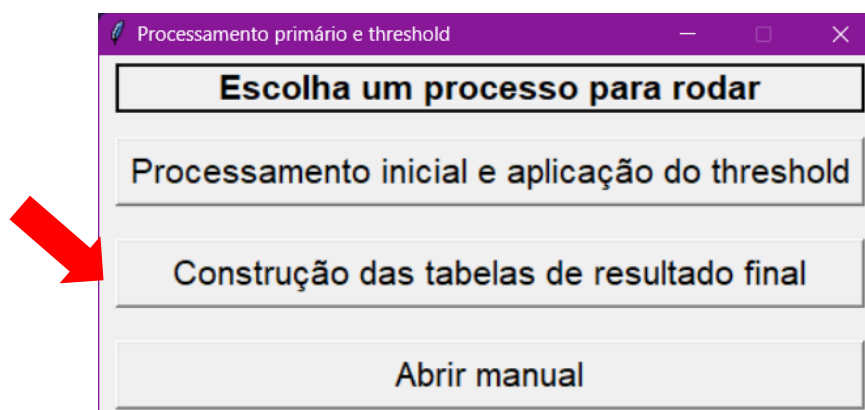 Processamento primário e threshold
Escolha um processo para rodar
Processamento inicial e aplicação do threshold
Construção das tabelas de resultado final
Abrir manual